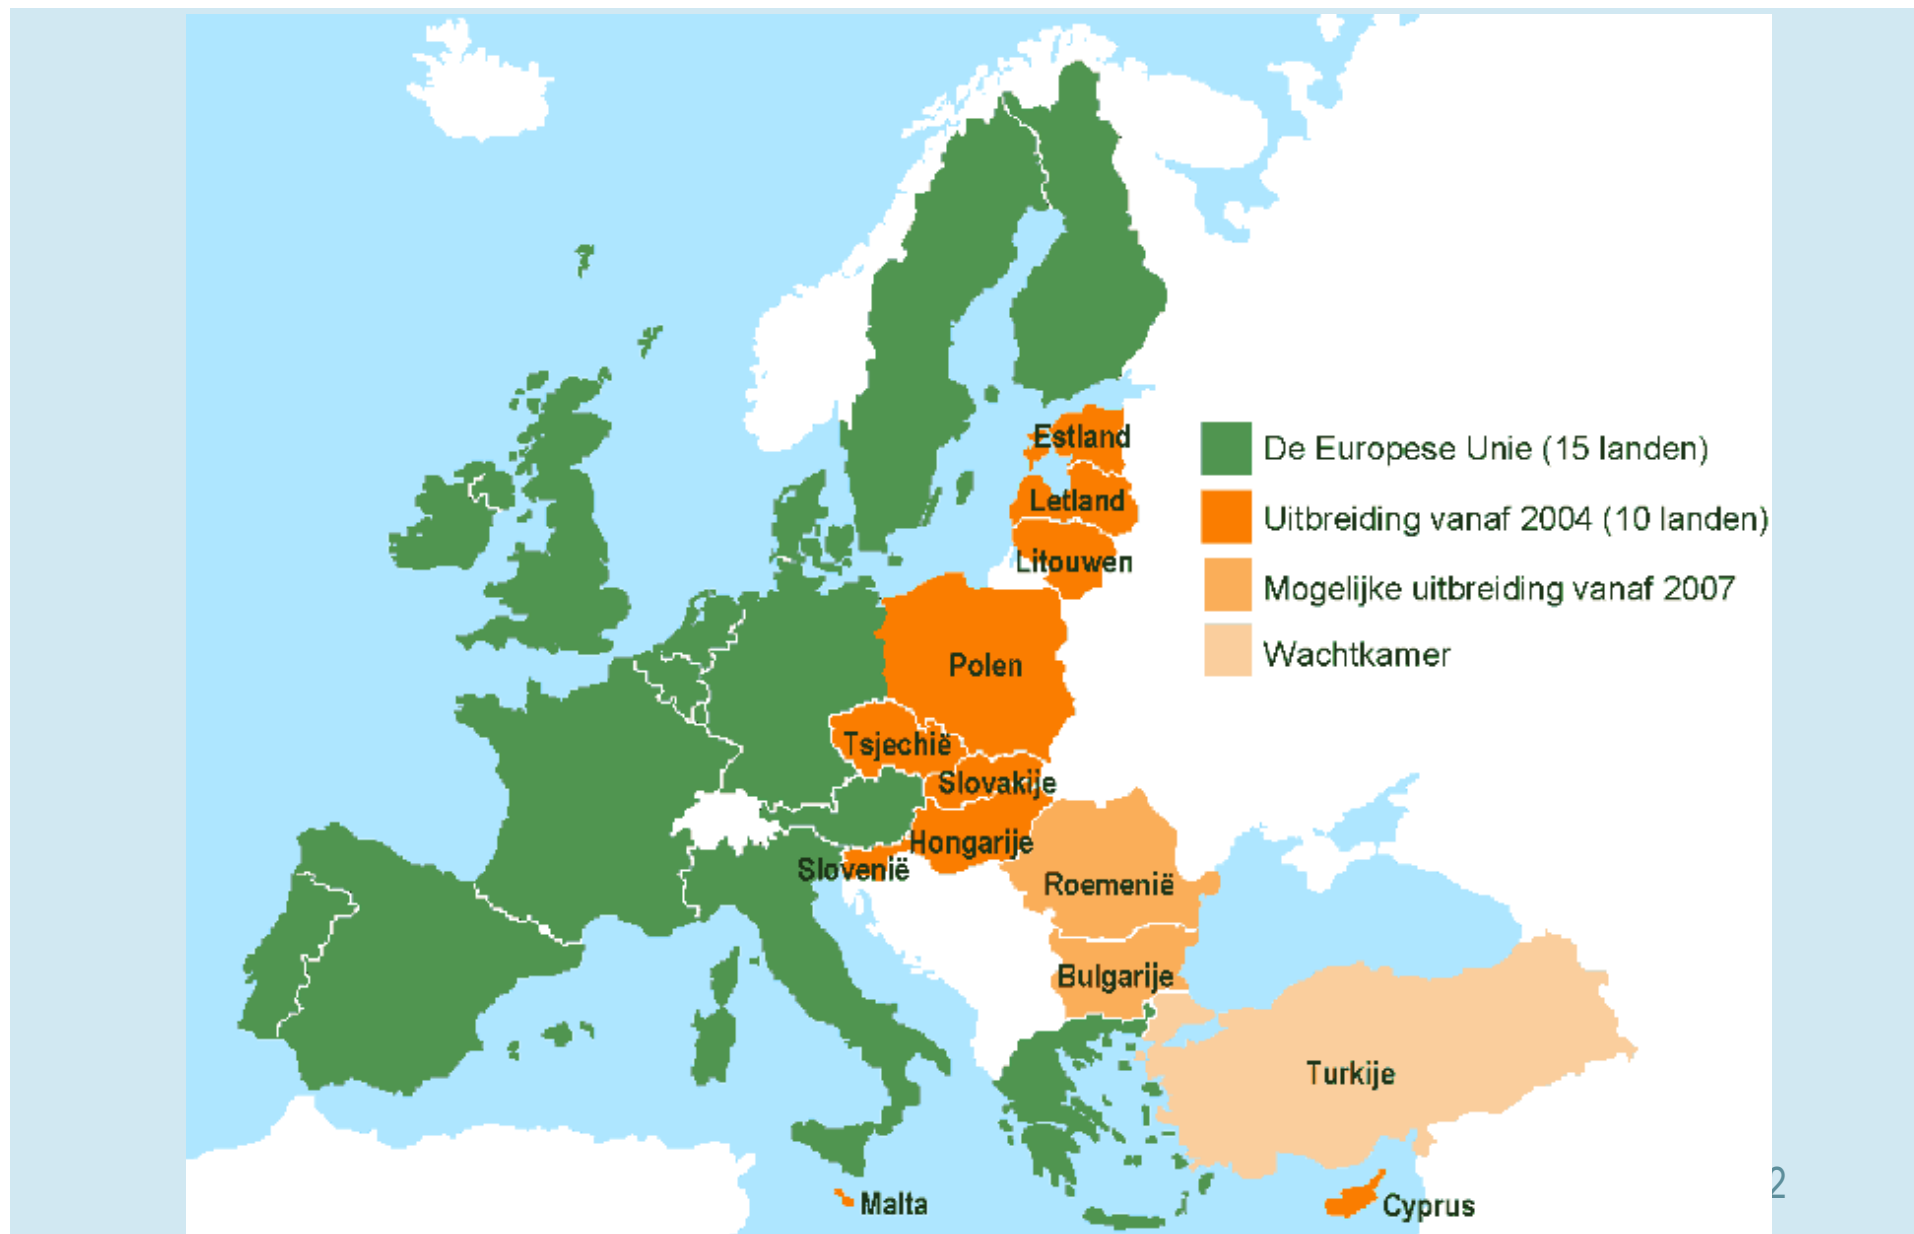 Estland
De Europese Unie (15 landen)
Letland
Uitbreiding vanaf 2004 (10 landen)
Litouwen
Mogelijke uitbreiding vanaf 2007
Wachtkamer
Polen
Tsjechië
Slovakije
Hongarije
Slovenië
Roemenië
Bulgarije
Turkije
2
Malta
Cyprus